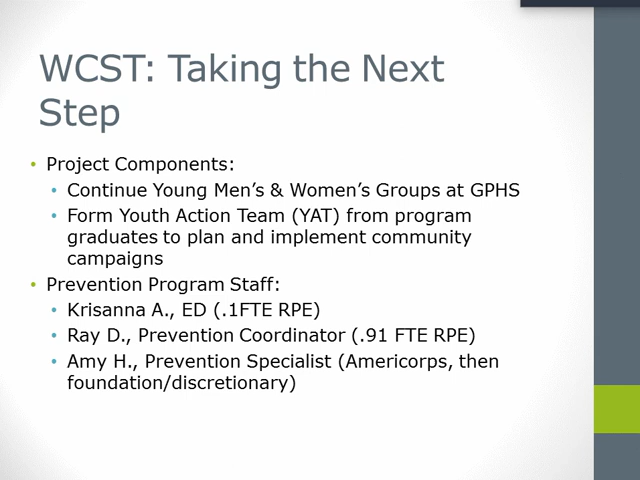 WCST: Taking the Next
Step
• Project Components:
• Continue Young Men’s & Women’s Groups at GPHS
• Form Youth Action Team (YAT) from program
graduates to plan and implement community
campaigns
• Prevention Program Staff:
• Krisanna A., ED (.1FTE RPE)
• Ray D., Prevention Coordinator (.91 FTE RPE)
• Amy H., Prevention Specialist (Americorps, then
foundation/discretionary)